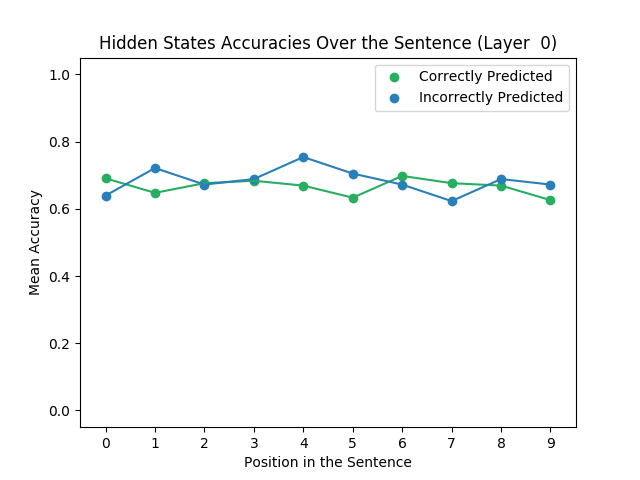 Hidden States Accuracies Over the Sentence (Layer  0)
Correctly Predicted
Incorrectly Predicted
1.0
0.8
0.6
0.4
0.2
0.0
Mean Accuracy
0 1 2 3 4 5 6 7 8 9
Position in the Sentence